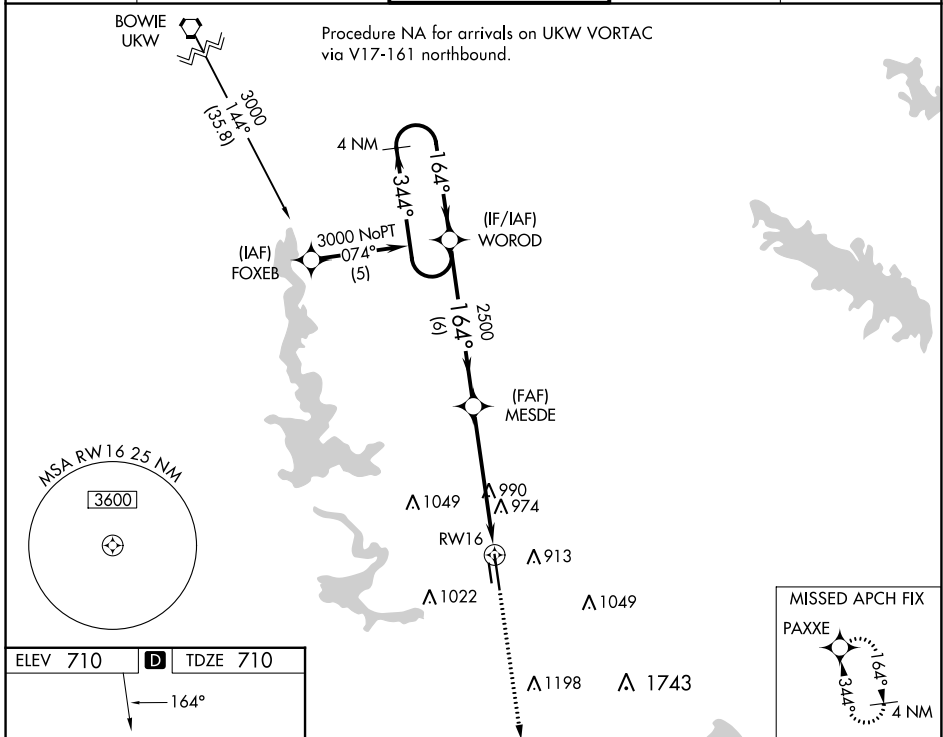 BOWIE
UKW
Procedure NA for arrivals on UKW VORTAC
via V17-161 northbound.
3000
144°
(35.8)
4 NM
164°
344°
(IF/IAF)
WOROD
(IAF)
FOXEB
3000 NoPT
074°
(5)
2500
164°
(6)
(FAF)
MESDE
MSA RW16 25 NM
3600
1049
990
974
RW16
913
1022
1049
MISSED APCH FIX
PAXXE
164°
344°
4 NM
ELEV 710 D TDZE 710
164°
1198
1743